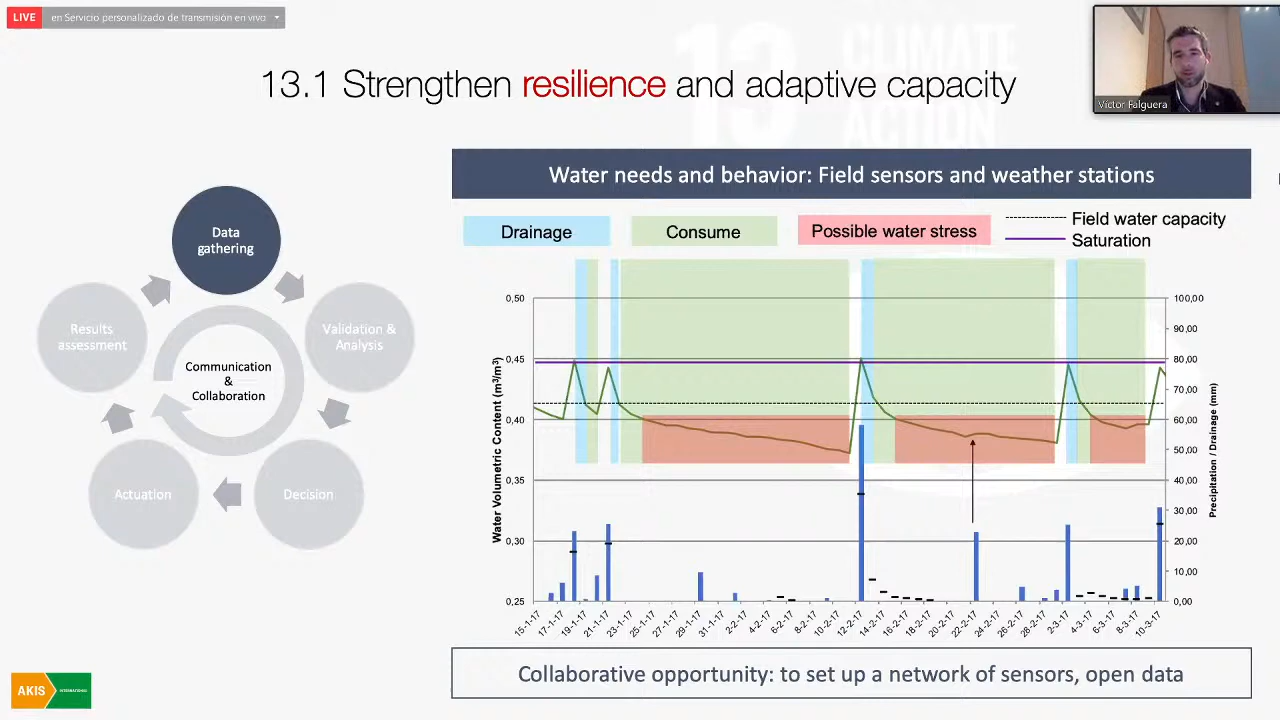 LIVE en Servicio personalizado de transmisión en vivo
13 CLIMATE ACTION
13.1 Strengthen resilience and adaptive capacity
Víctor Falguera
Water needs and behavior: Field sensors and weather stations
Drainage
Consume
Possible water stress
Field water capacity
Saturation
Data
gathering
Validation &
Analysis
Decision
Actuation
Results
assessment
Communication
&
Collaboration
Water Volumetric Content (m³/m³)
0,50
0,45
0,40
0,35
0,30
0,25
100,00
90,00
80,00
70,00
60,00
50,00
40,00
30,00
20,00
10,00
0,00
Precipitation / Drainage (mm)
15-1-17
17-1-17
19-1-17
21-1-17
23-1-17
25-1-17
27-1-17
29-1-17
31-1-17
2-2-17
4-2-17
6-2-17
8-2-17
10-2-17
12-2-17
14-2-17
16-2-17
18-2-17
20-2-17
22-2-17
24-2-17
26-2-17
28-2-17
2-3-17
4-3-17
6-3-17
8-3-17
10-3-17
Collaborative opportunity: to set up a network of sensors, open data
AKIS INTERNATIONAL